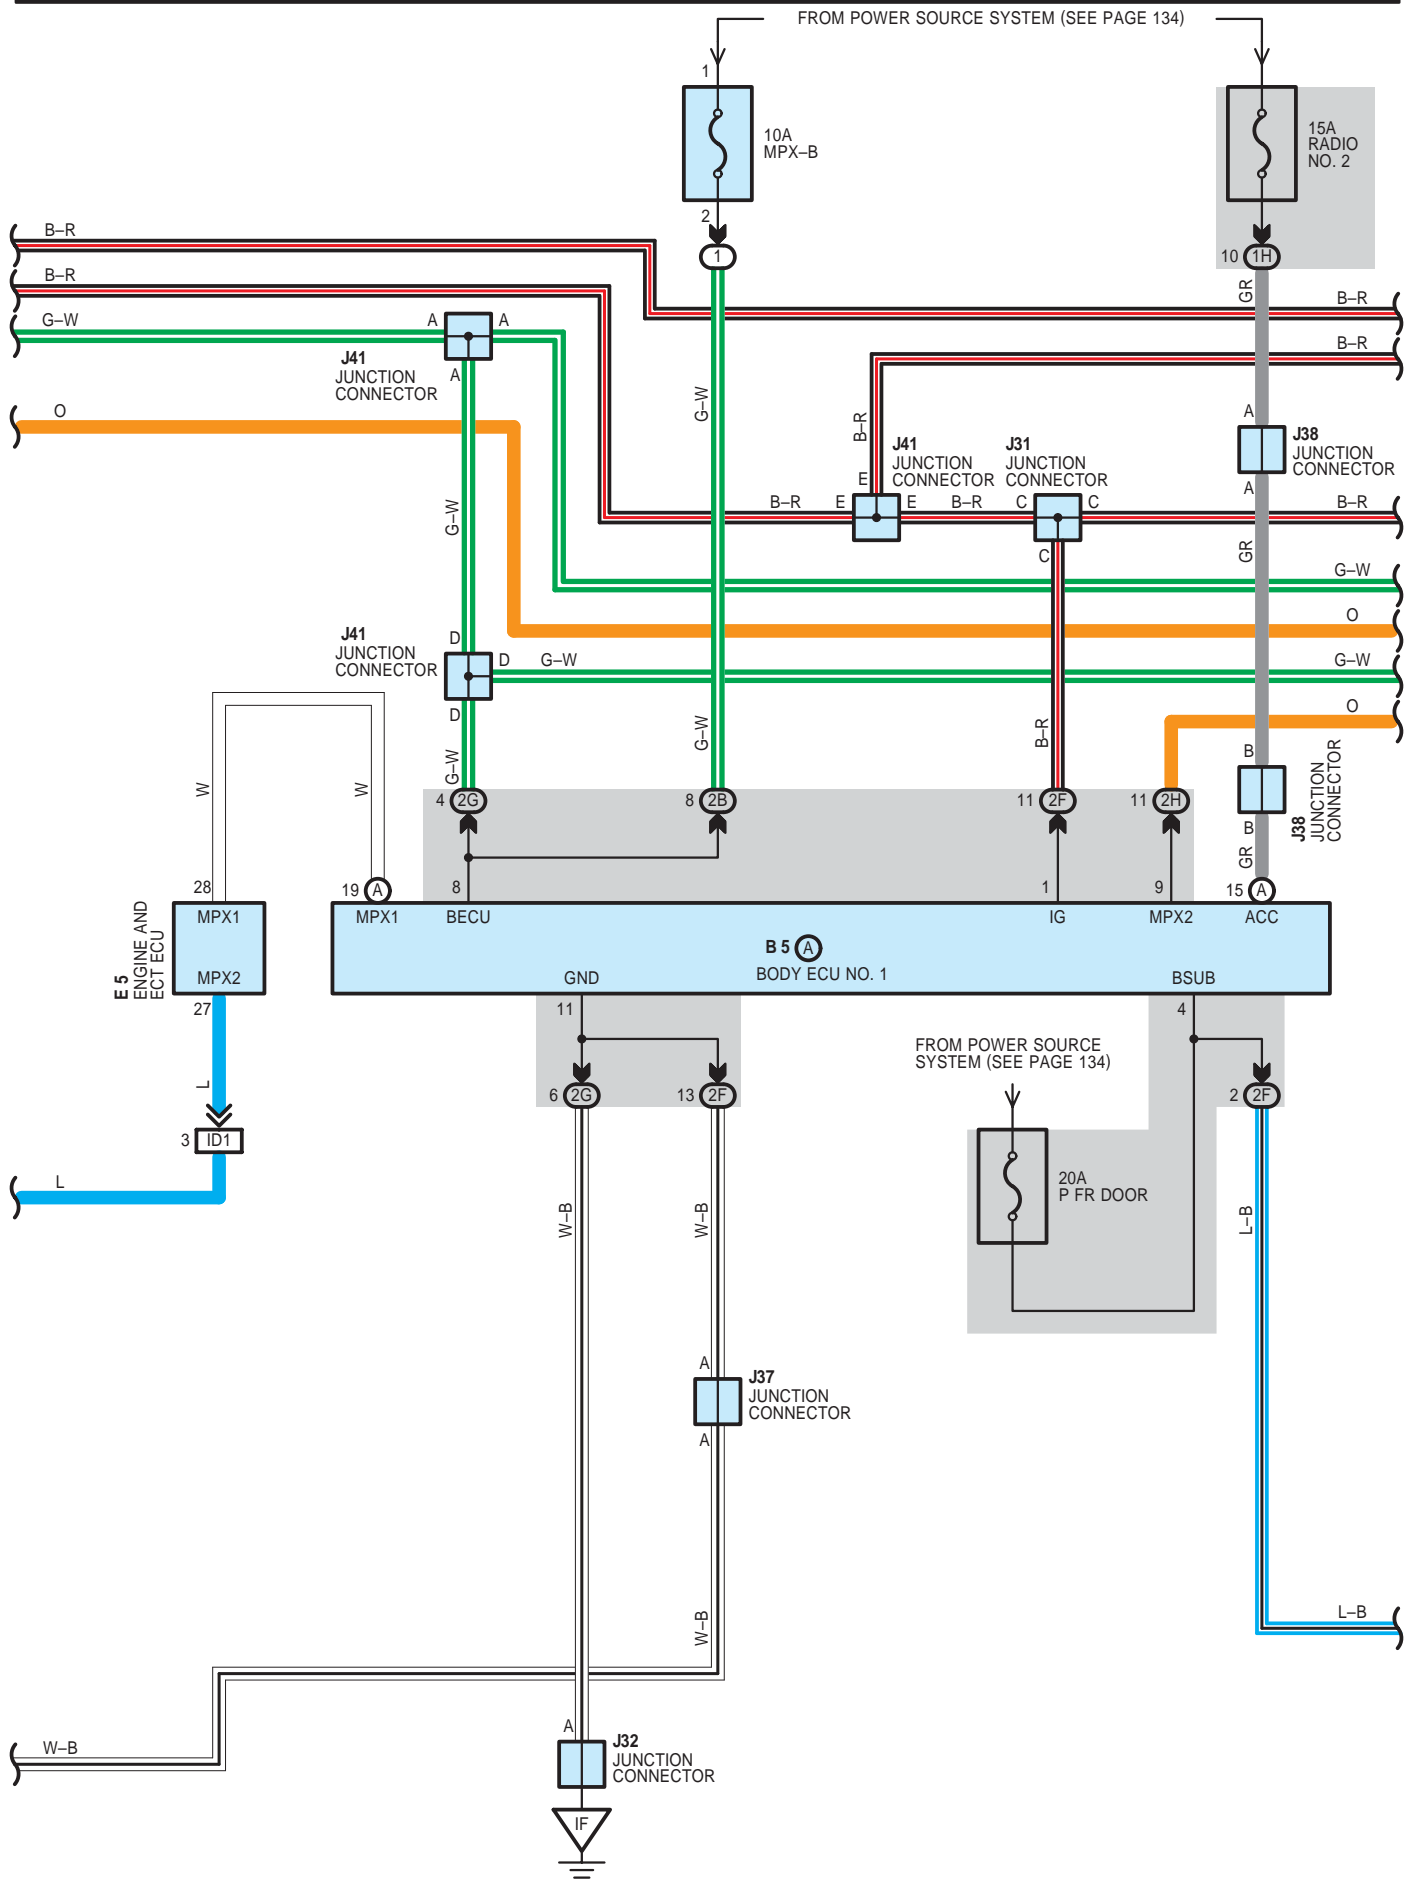 FROM POWER SOURCE SYSTEM (SEE PAGE 134)
1
10A
MPX–B
15A
RADIO
NO. 2
2
1
10 1H
B–R
B–R
G–W
A A
J41
JUNCTION
CONNECTOR
A
GR
B–R
B–R
O
G–W
B–R
A
J38
JUNCTION
CONNECTOR
A
J41
JUNCTION
CONNECTOR
J31
JUNCTION
CONNECTOR
E
B–R E E B–R C C B–R
C
G–W
GR
G–W
O
J41
JUNCTION
CONNECTOR
D
D G–W G–W
D
O
G–W
G–W
B–R
B
J38
JUNCTION
CONNECTOR
B
GR
W
W
4 2G
8 2B
11 2F
11 2H
28
19 A
8
1
9
15 A
E 5
ENGINE AND
ECT ECU
MPX1
MPX2
MPX1 BECU IG MPX2 ACC
B 5 A
BODY ECU NO. 1
GND BSUB
27
11
4
FROM POWER SOURCE
SYSTEM (SEE PAGE 134)
L
6 2G
13 2F
2 2F
3 ID1
L
20A
P FR DOOR
W–B
W–B
L–B
A
J37
JUNCTION
CONNECTOR
A
W–B
L–B
W–B
A
J32
JUNCTION
CONNECTOR
IF